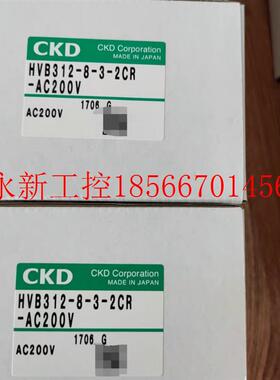 CKD CKD Corporation
MADE IN JAPAN
HVB312-8-3-2CR
-AC200V
1706 G
AC200V
永新工控18566701456
CKD CKD Corporation
MADE IN JAPAN
HVB312-8-3-2CR
-AC200V
1706 G
AC200V